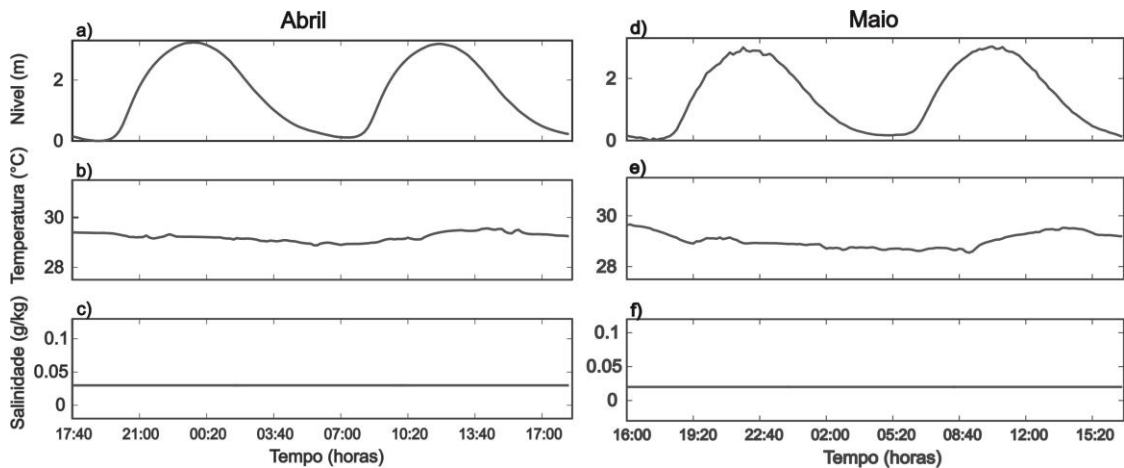 Abril
a)
Nível (m)
2
0
b)
Temperatura (°C)
30
28
c)
Salinidade (g/kg)
0.1
0.05
0
17:40 21:00 00:20 03:40 07:00 10:20 13:40 17:00
Tempo (horas)
Maio
d)
2
0
e)
30
28
f)
0.1
0.05
0
16:00 19:20 22:40 02:00 05:20 08:40 12:00 15:20
Tempo (horas)